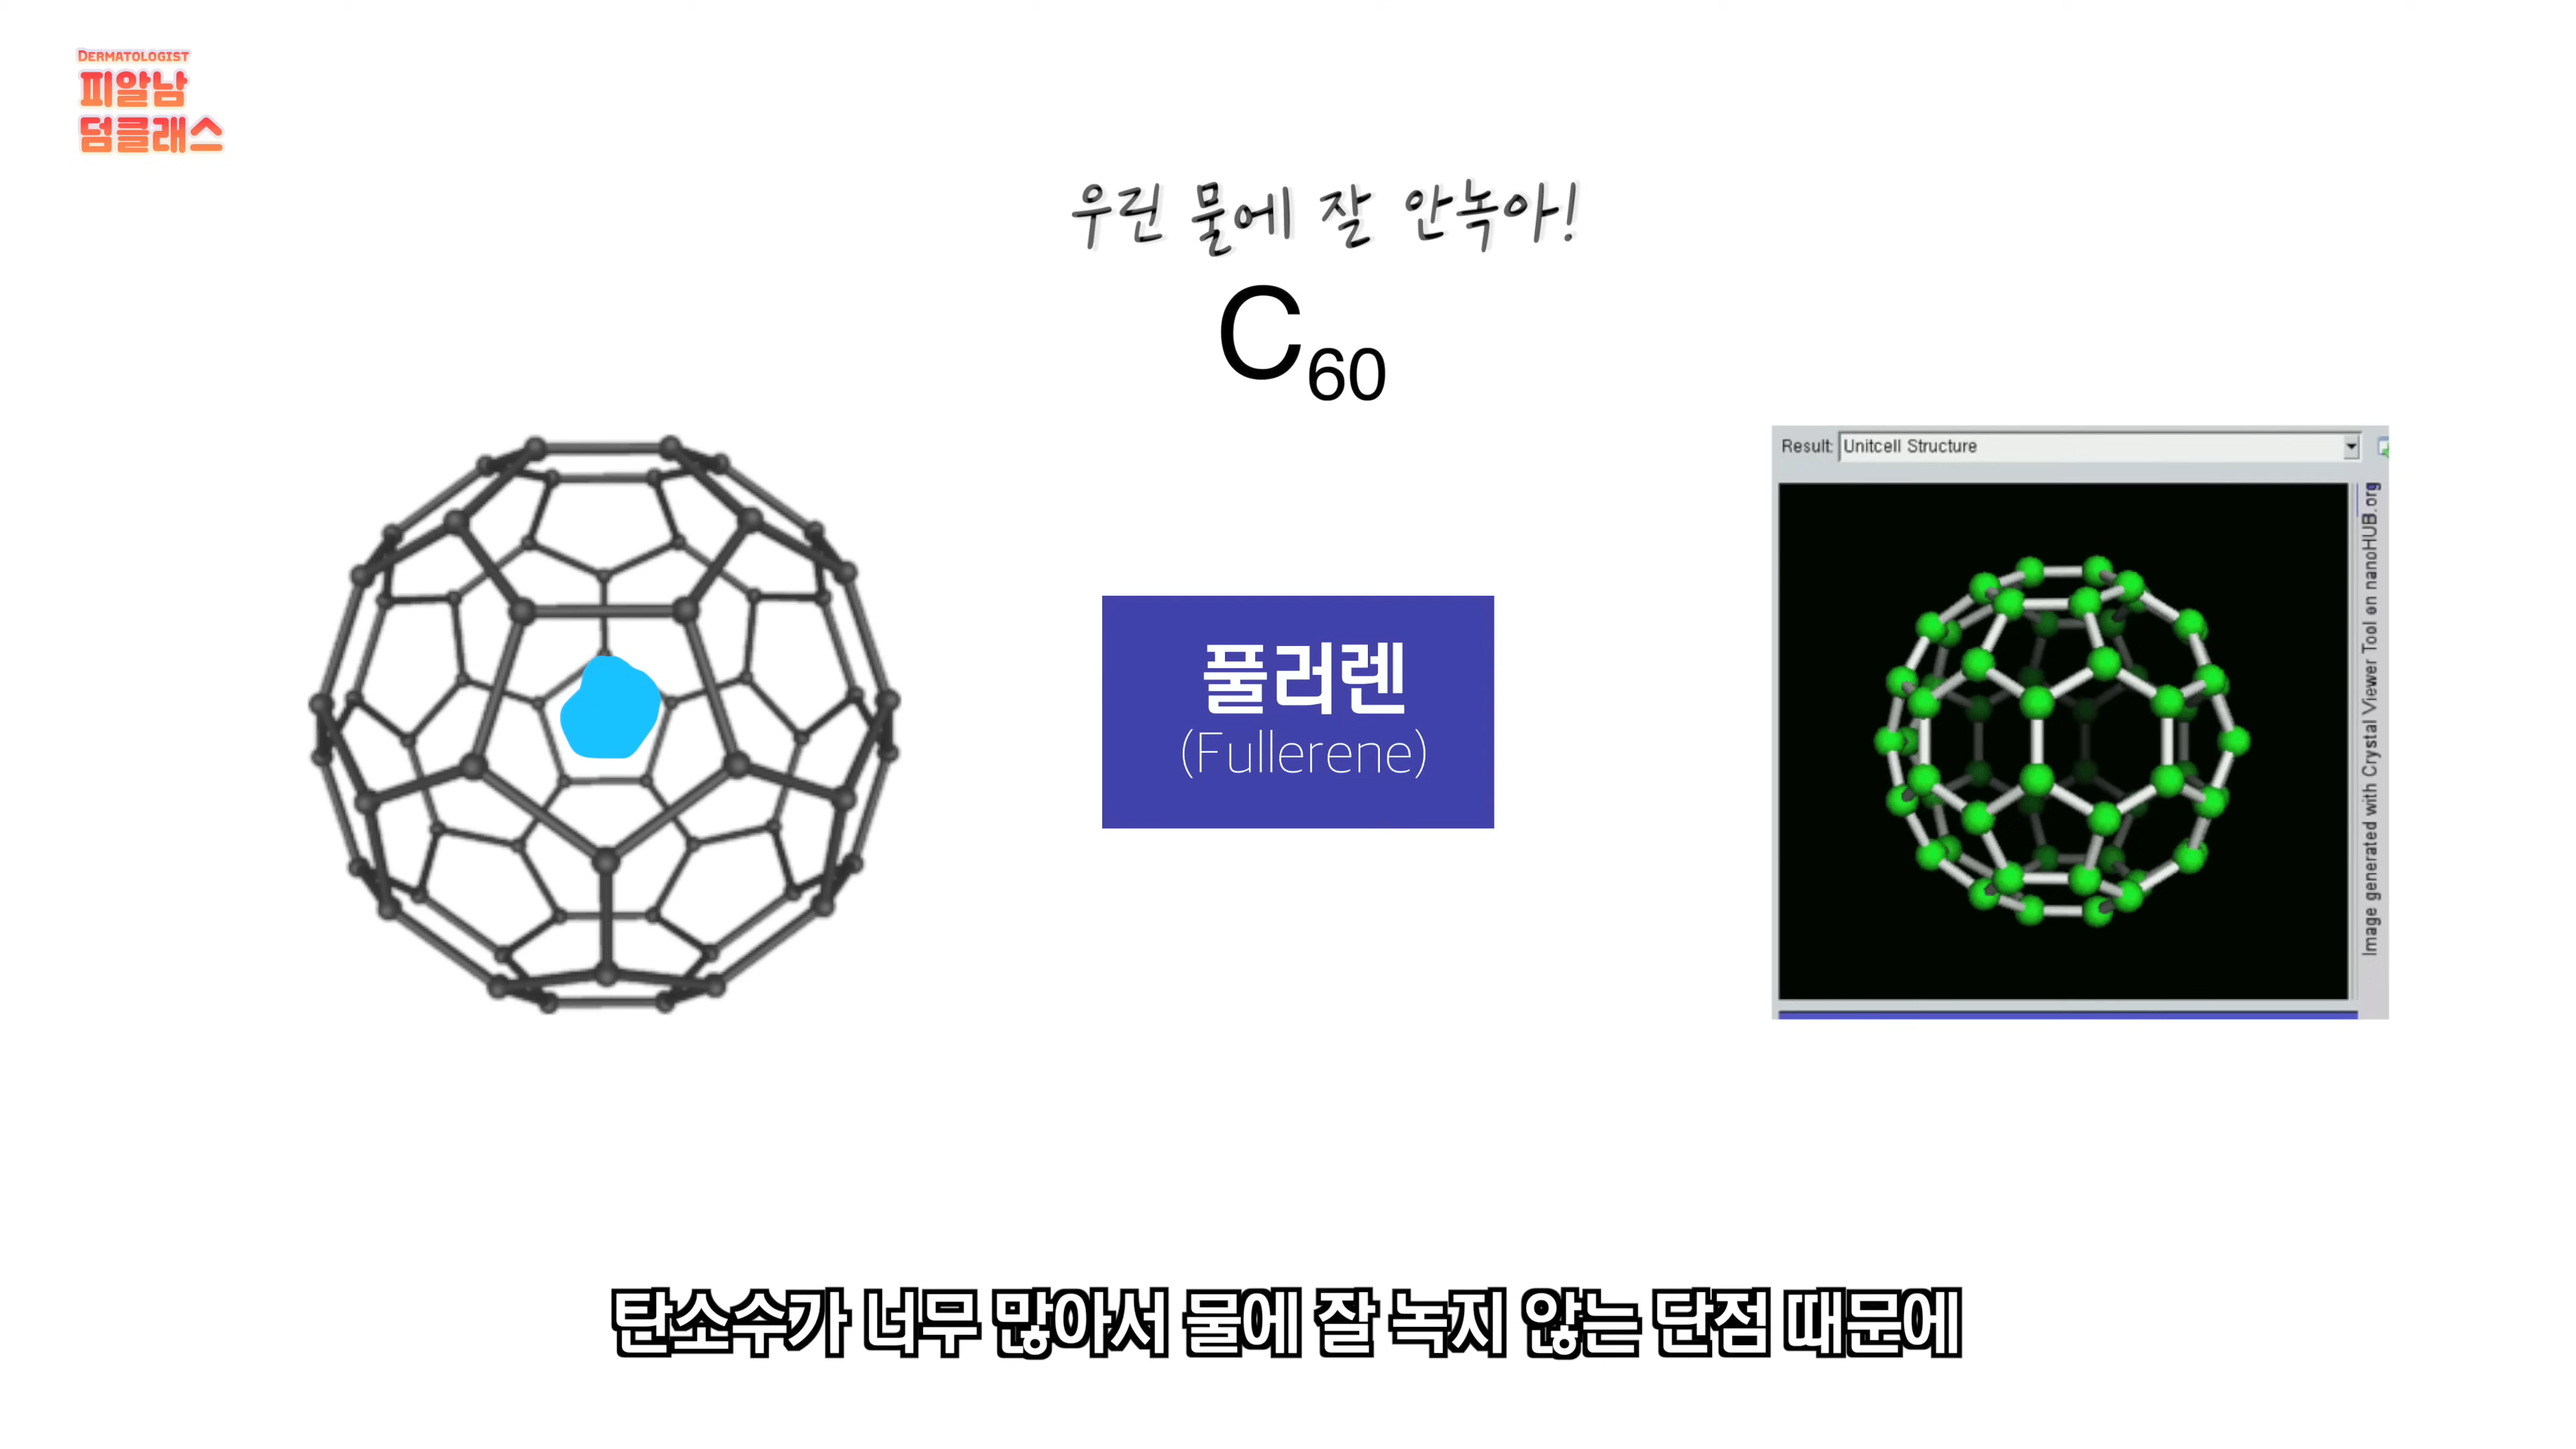 DERMATOLOGIST
피알남
덤클래스
우린 물에 잘 안녹아!
C60
Result: Unitcell Structure
Image generated with Crystal Viewer Tool on nanoHUB.org
풀러렌
(Fullerene)
탄소수가 너무 많아서 물에 잘 녹지 않는 단점 때문에